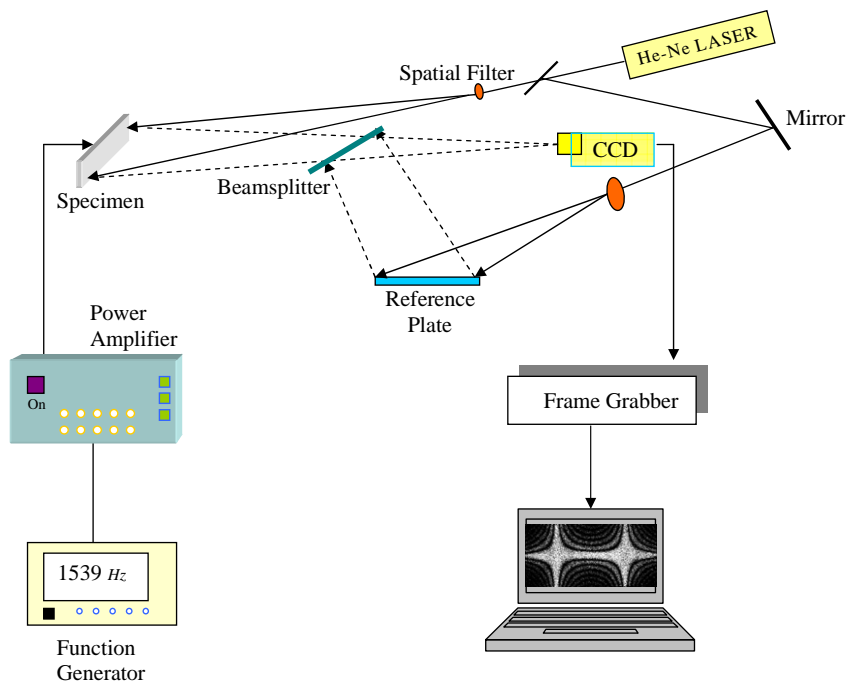 He-Ne LASER
Spatial Filter
Mirror
CCD
Specimen
Beamsplitter
Reference
Plate
Power
Amplifier
On
Frame Grabber
1539 Hz
Function
Generator